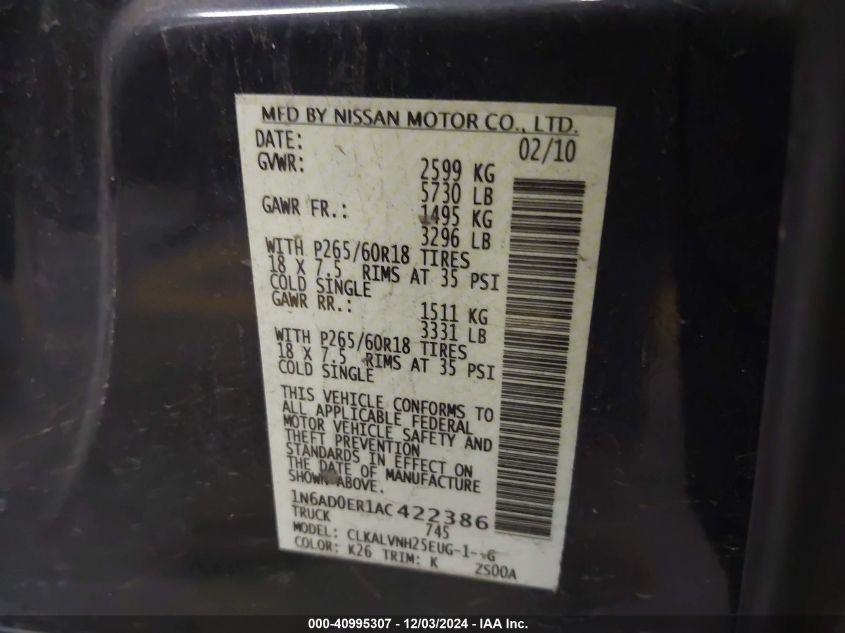 MFD BY NISSAN MOTOR CO., LTD.
DATE: 02/10
GVWR: 2599 KG
5730 LB
GAWR FR.: 1495 KG
3296 LB
WITH P265/60R18 TIRES
18 X 7.5 RIMS AT 35 PSI
COLD SINGLE
GAWR RR.: 1511 KG
3331 LB
WITH P265/60R18 TIRES
18 X 7.5 RIMS AT 35 PSI
COLD SINGLE
THIS VEHICLE CONFORMS TO
ALL APPLICABLE FEDERAL
MOTOR VEHICLE SAFETY AND
THEFT PREVENTION
STANDARDS IN EFFECT ON
THE DATE OF MANUFACTURE
SHOWN ABOVE.
1N6AD0ER1AC422386
TRUCK 745
MODEL: CLKALVNH25EUG-1--G
COLOR: K26 TRIM: K ZS00A
000-40995307 - 12/03/2024 - IAA Inc.